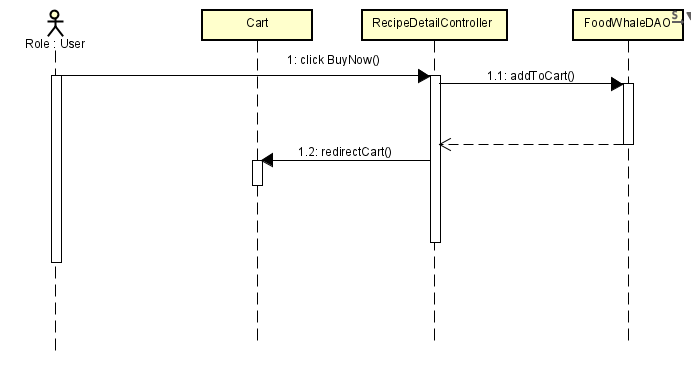 Cart
RecipeDetailController
FoodWhaleDAO
S
Role : User
1: click BuyNow()
1.1: addToCart()
1.2: redirectCart()